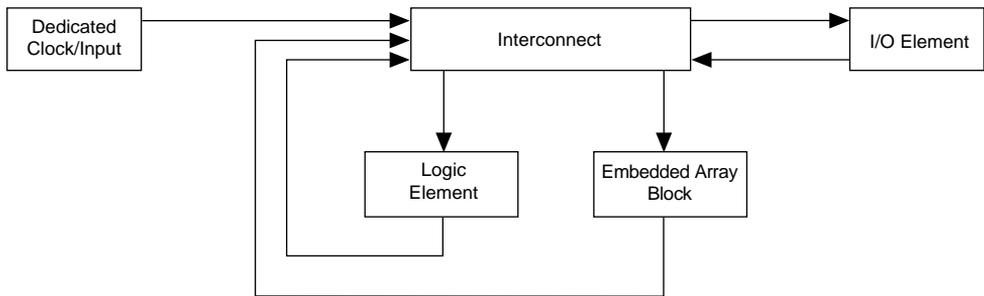 Dedicated
Clock/Input
Interconnect
I/O Element
Logic
Element
Embedded Array
Block